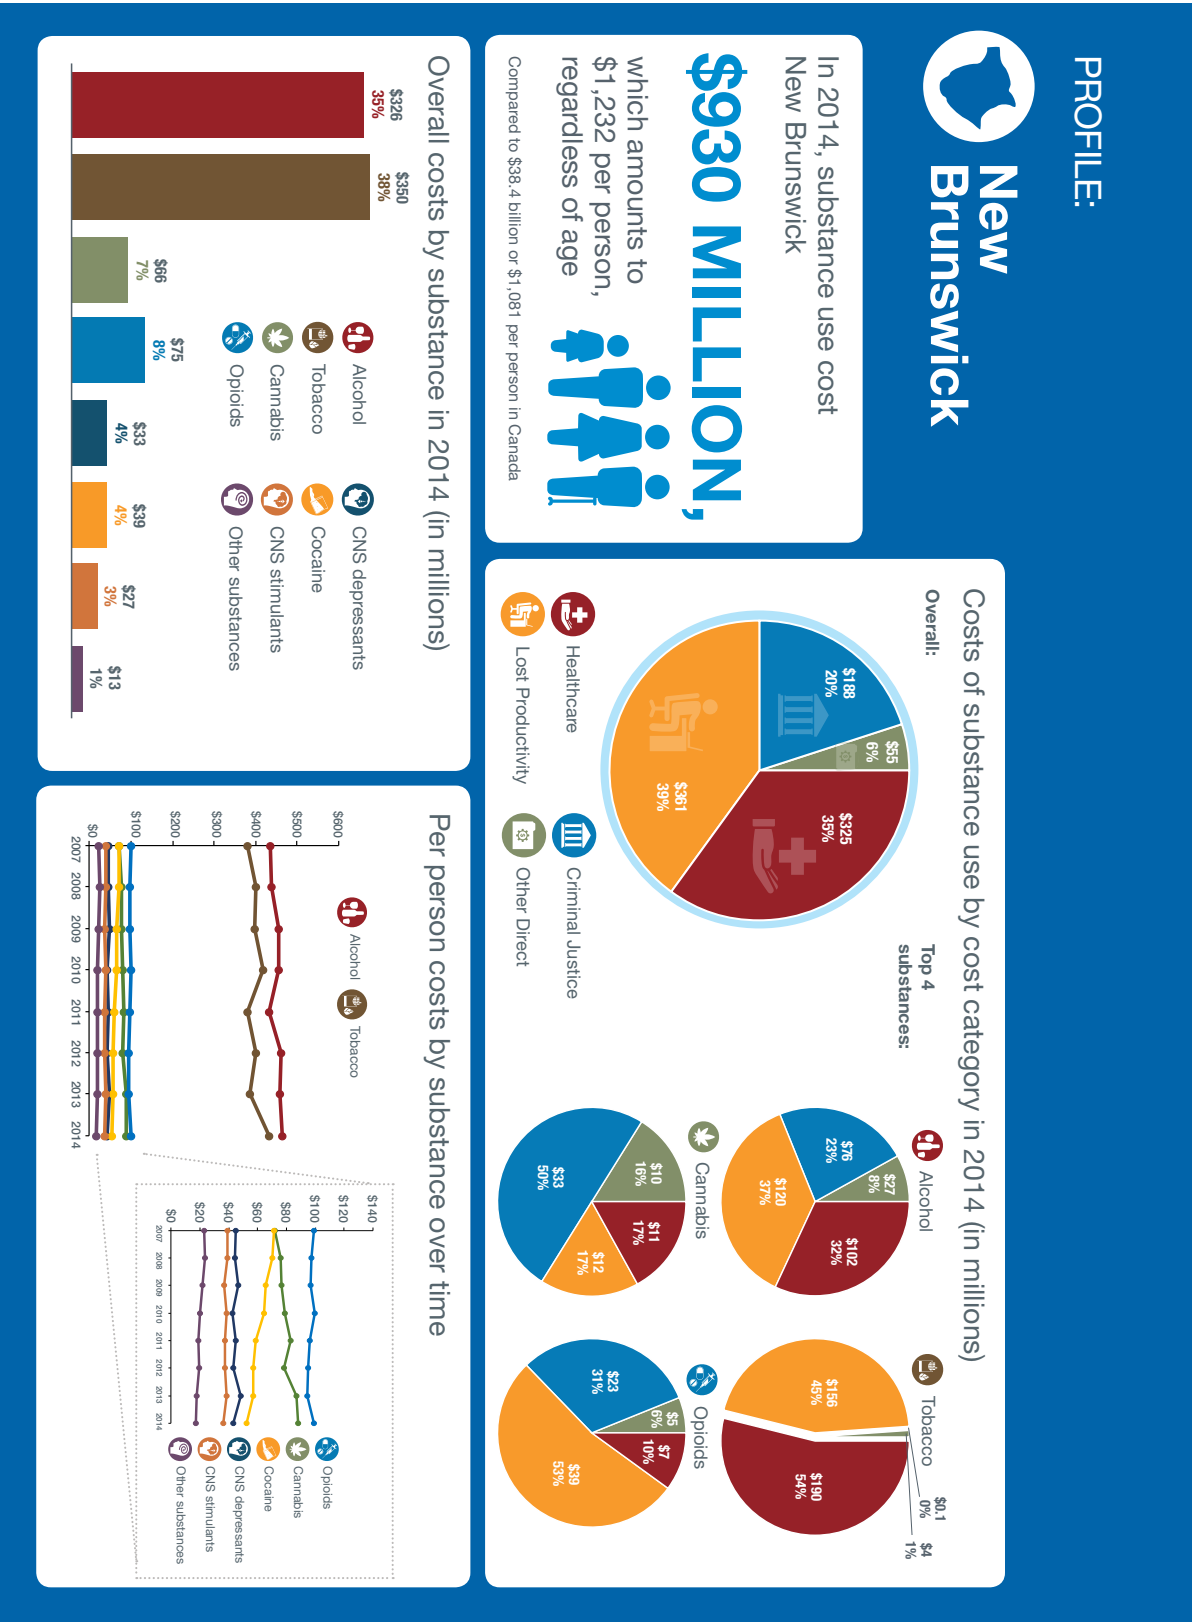 PROFILE:
New
Brunswick
In 2014, substance use cost
New Brunswick
$930 MILLION,
which amounts to
$1,232 per person,
regardless of age
Compared to $38.4 billion or $1,081 per person in Canada
Costs of substance use by cost category in 2014 (in millions)
Overall:
$55
6%
$188
20%
$325
35%
$361
39%
Healthcare
Lost Productivity
Criminal Justice
Other Direct
Top 4
substances:
Alcohol
$27
8%
$76
23%
$102
32%
$120
37%
Tobacco
$0.1
0%
$4
1%
$156
45%
$190
54%
Cannabis
$10
16%
$11
17%
$33
50%
$12
17%
Opioids
$5
6%
$7
10%
$23
31%
$39
53%
Overall costs by substance in 2014 (in millions)
$326
35%
$350
38%
$66
7%
$75
8%
$33
4%
$39
4%
$27
3%
$13
1%
Alcohol
Tobacco
Cannabis
Opioids
CNS depressants
Cocaine
CNS stimulants
Other substances
Per person costs by substance over time
Alcohol
Tobacco
$600
$500
$400
$300
$200
$100
$0
2007
2008
2009
2010
2011
2012
2013
2014
$140
$120
$100
$80
$60
$40
$20
$0
2007
2008
2009
2010
2011
2012
2013
2014
Opioids
Cannabis
Cocaine
CNS depressants
CNS stimulants
Other substances